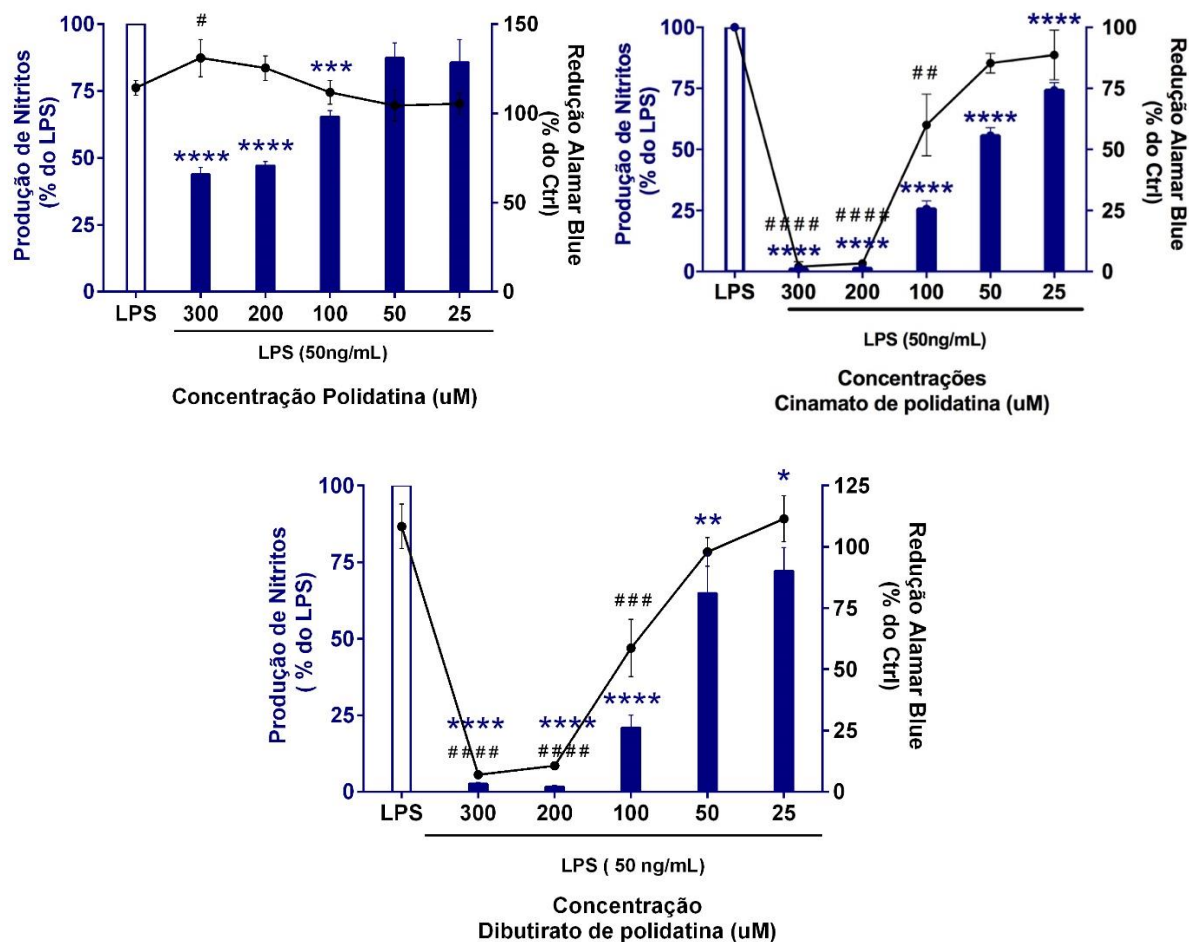 Produção de Nitritos
(% do LPS)
100
75
50
25
0
#
***
****
****
150
100
50
0
Redução Alamar Blue
(% do Ctrl)
LPS
300
200
100
50
25
LPS (50ng/mL)
Concentração Polidatina (uM)
Produção de Nitritos
(% do LPS)
100
75
50
25
0
****
##
****
****
####
####
****
****
100
75
50
25
0
Redução Alamar Blue
(% do Ctrl)
LPS
300
200
100
50
25
LPS (50ng/mL)
Concentrações
Cinamato de polidatina (uM)
Produção de Nitritos
( % do LPS)
100
75
50
25
0
*
**
###
****
****
****
####
####
125
100
75
50
25
0
Redução Alamar Blue
(% do Ctrl)
LPS
300
200
100
50
25
LPS ( 50 ng/mL)
Concentração
Dibutirato de polidatina (uM)